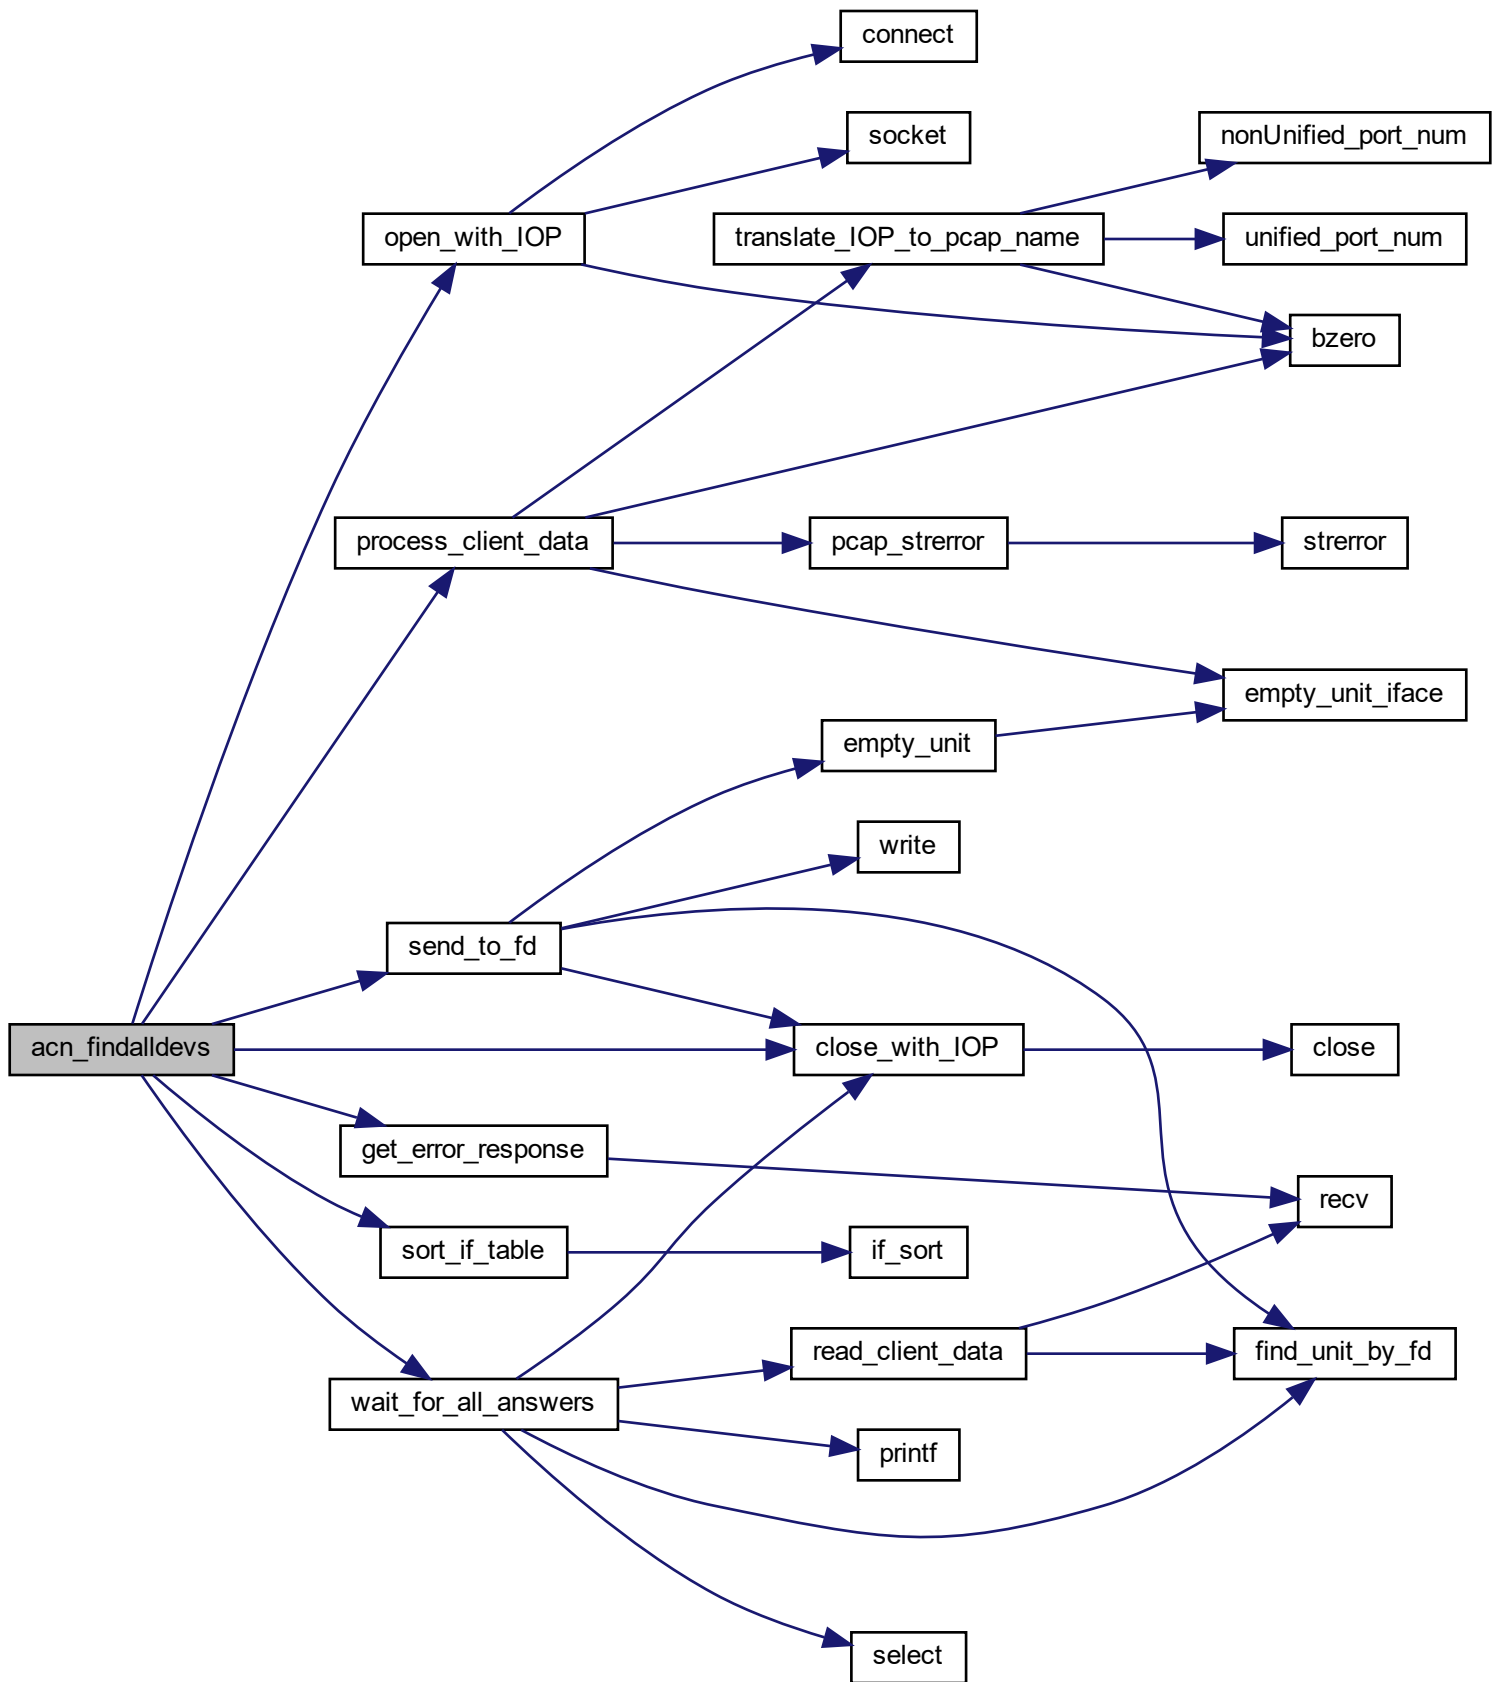 connect
socket
nonUnified_port_num
open_with_IOP
translate_IOP_to_pcap_name
unified_port_num
bzero
process_client_data
pcap_strerror
strerror
empty_unit_iface
empty_unit
write
send_to_fd
acn_findalldevs
close_with_IOP
close
get_error_response
recv
sort_if_table
if_sort
read_client_data
find_unit_by_fd
wait_for_all_answers
printf
select